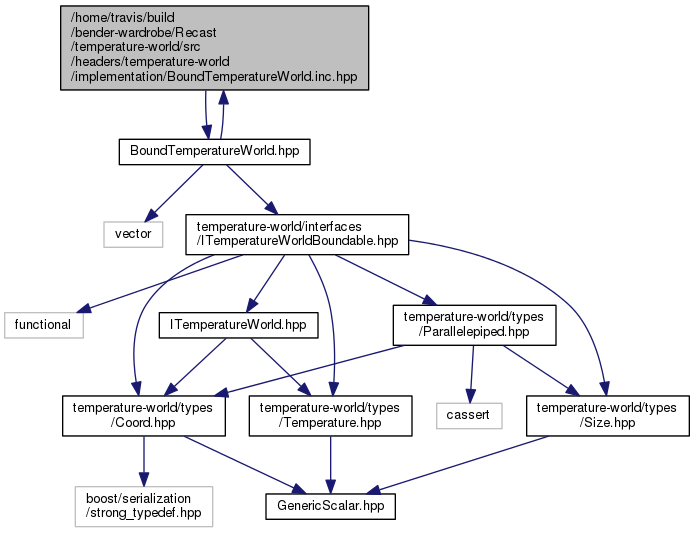 /home/travis/build
/bender-wardrobe/Recast
/temperature-world/src
/headers/temperature-world
/implementation/BoundTemperatureWorld.inc.hpp
BoundTemperatureWorld.hpp
vector
temperature-world/interfaces
/ITemperatureWorldBoundable.hpp
functional
ITemperatureWorld.hpp
temperature-world/types
/Parallelepiped.hpp
temperature-world/types
/Coord.hpp
temperature-world/types
/Temperature.hpp
cassert
temperature-world/types
/Size.hpp
boost/serialization
/strong_typedef.hpp
GenericScalar.hpp